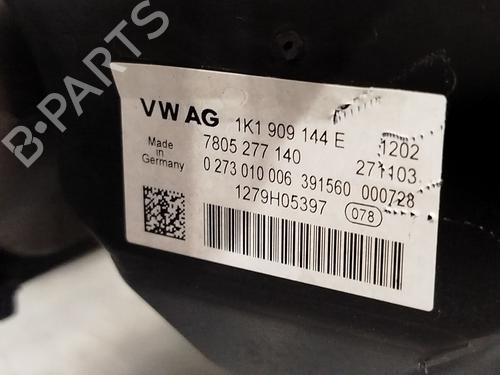 B-PARTS
VW AG 1K1 909 144 E 1202
Made in Germany 7805 277 140 271103
0 273 010 006 391560 000728
1279H05397 078